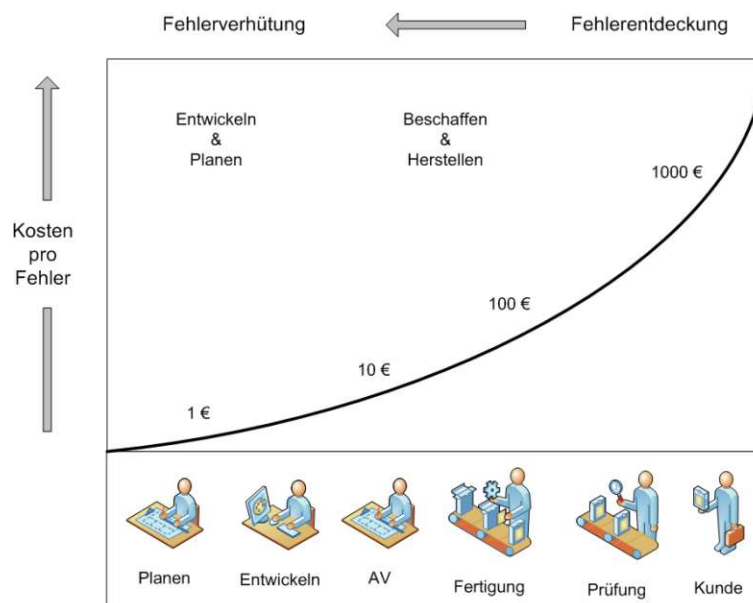 Fehlerverhütung
Fehlerentdeckung
Entwickeln
&
Planen
Beschaffen
&
Herstellen
1000 €
Kosten
pro
Fehler
100 €
10 €
1 €
Planen
Entwickeln
AV
Fertigung
Prüfung
Kunde